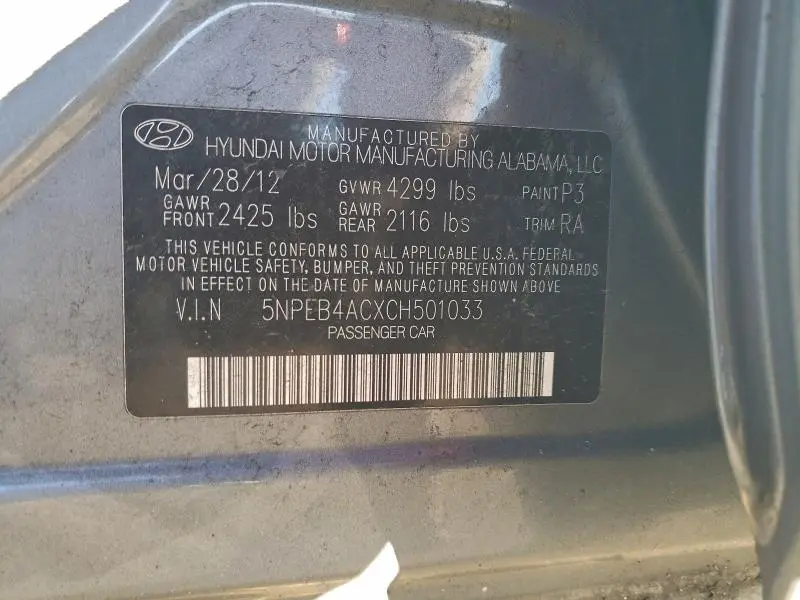 MANUFACTURED BY
HYUNDAI MOTOR MANUFACTURING ALABAMA, LLC
Mar/28/12 GVWR 4299 lbs PAINT P3
GAWR FRONT 2425 lbs GAWR REAR 2116 lbs TRIM RA
THIS VEHICLE CONFORMS TO ALL APPLICABLE U.S.A. FEDERAL
MOTOR VEHICLE SAFETY, BUMPER, AND THEFT PREVENTION STANDARDS
IN EFFECT ON THE DATE OF MANUFACTURE SHOWN ABOVE
V.I.N 5NPEB4ACXCH501033
PASSENGER CAR